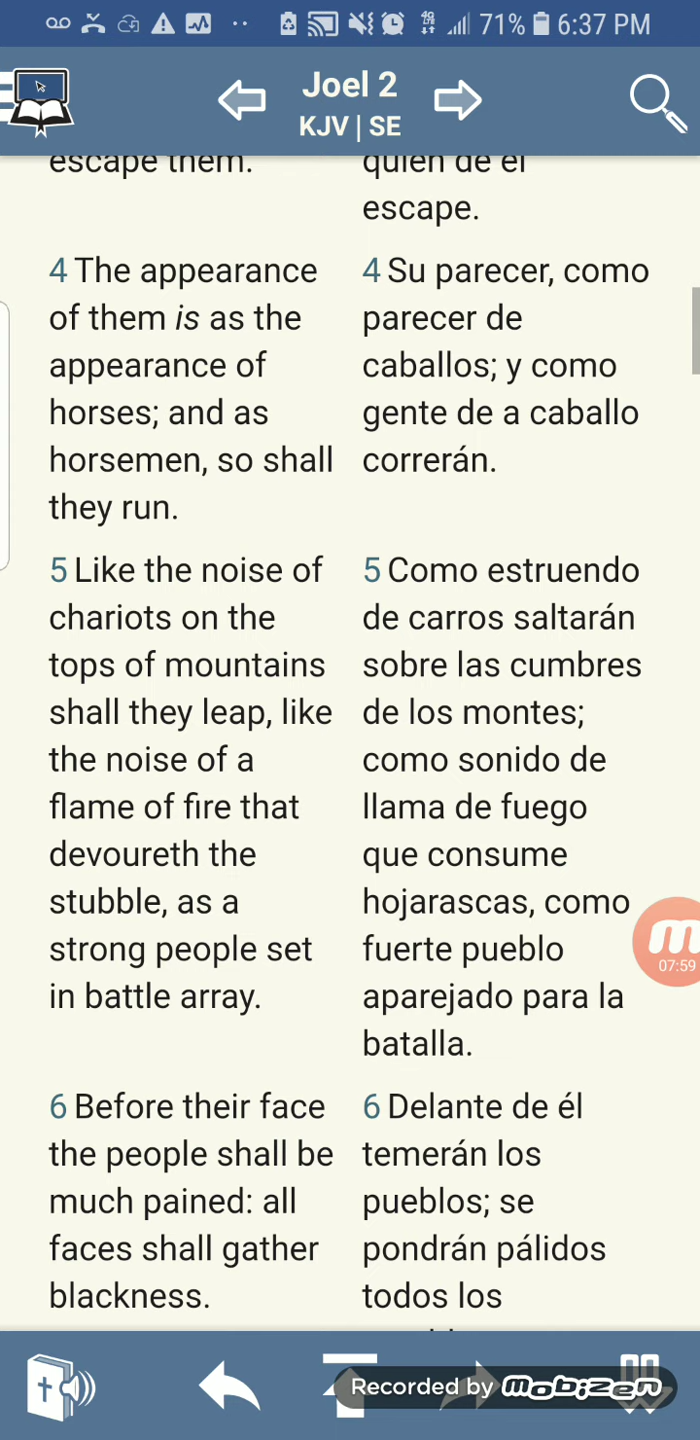 71% 6:37 PM
Joel 2
KJV | SE
escape them.
4 The appearance
of them is as the
appearance of
horses; and as
horsemen, so shall
they run.
5 Like the noise of
chariots on the
tops of mountains
shall they leap, like
the noise of a
flame of fire that
devoureth the
stubble, as a
strong people set
in battle array.
6 Before their face
the people shall be
much pained: all
faces shall gather
blackness.
quien de él
escape.
4 Su parecer, como
parecer de
caballos; y como
gente de a caballo
correrán.
5 Como estruendo
de carros saltarán
sobre las cumbres
de los montes;
como sonido de
llama de fuego
que consume
hojarascas, como
fuerte pueblo
aparejado para la
batalla.
6 Delante de él
temerán los
pueblos; se
pondrán pálidos
todos los
m
07:59
Recorded by mobizen